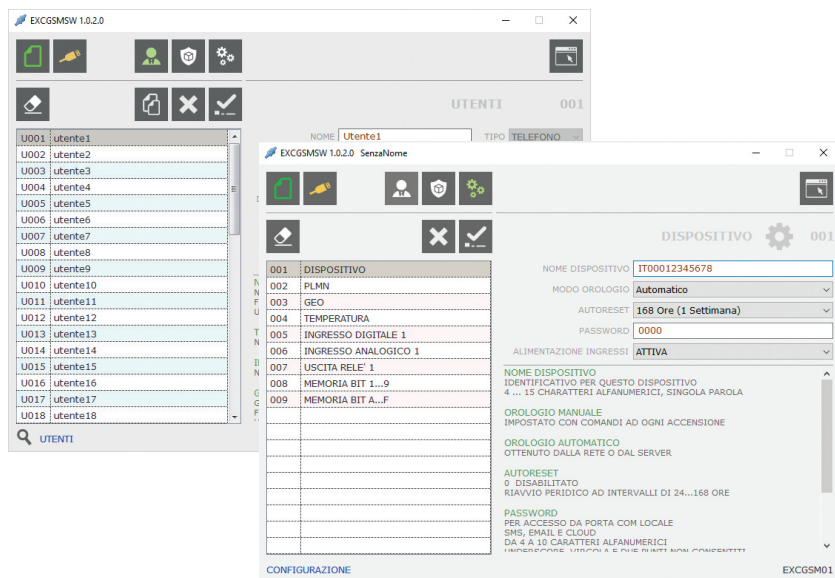 EXCGSMSW 1.0.2.0
UTENTI 001
NOME Utente1 TIPO TELEFONO
U001 utente1
U002 utente2
U003 utente3
U004 utente4
U005 utente5
U006 utente6
U007 utente7
U008 utente8
U009 utente9
U010 utente10
U011 utente11
U012 utente12
U013 utente13
U014 utente14
U015 utente15
U016 utente16
U017 utente17
U018 utente18
UTENTI
EXCGSMSW 1.0.2.0 SenzaNome
DISPOSITIVO 001
001 DISPOSITIVO
002 PLMN
003 GEO
004 TEMPERATURA
005 INGRESSO DIGITALE 1
006 INGRESSO ANALOGICO 1
007 USCITA RELE' 1
008 MEMORIA BIT 1...9
009 MEMORIA BIT A...F
NOME DISPOSITIVO IT00012345678
MODO OROLOGIO Automatico
AUTORESET 168 Ore (1 Settimana)
PASSWORD 0000
ALIMENTAZIONE INGRESSI ATTIVA
NOME DISPOSITIVO
IDENTIFICATIVO PER QUESTO DISPOSITIVO
4 ... 15 CHARATTERI ALFANUMERICI, SINGOLA PAROLA
OROLOGIO MANUALE
IMPOSTATO CON COMANDI AD OGNI ACCENSIONE
OROLOGIO AUTOMATICO
OTTENUTO DALLA RETE O DAL SERVER
AUTORESET
0 DISABILITATO
RIAVVIO PERIDICO AD INTERVALLI DI 24...168 ORE
PASSWORD
PER ACCESSO DA PORTA COM LOCALE
SMS, EMAIL E CLOUD
DA 4 A 10 CARATTERI ALFANUMERICI
UNDERSCORE, VIRGOLA E DUE PUNTI NON CONSENTITI
CONFIGURAZIONE
EXCGSM01